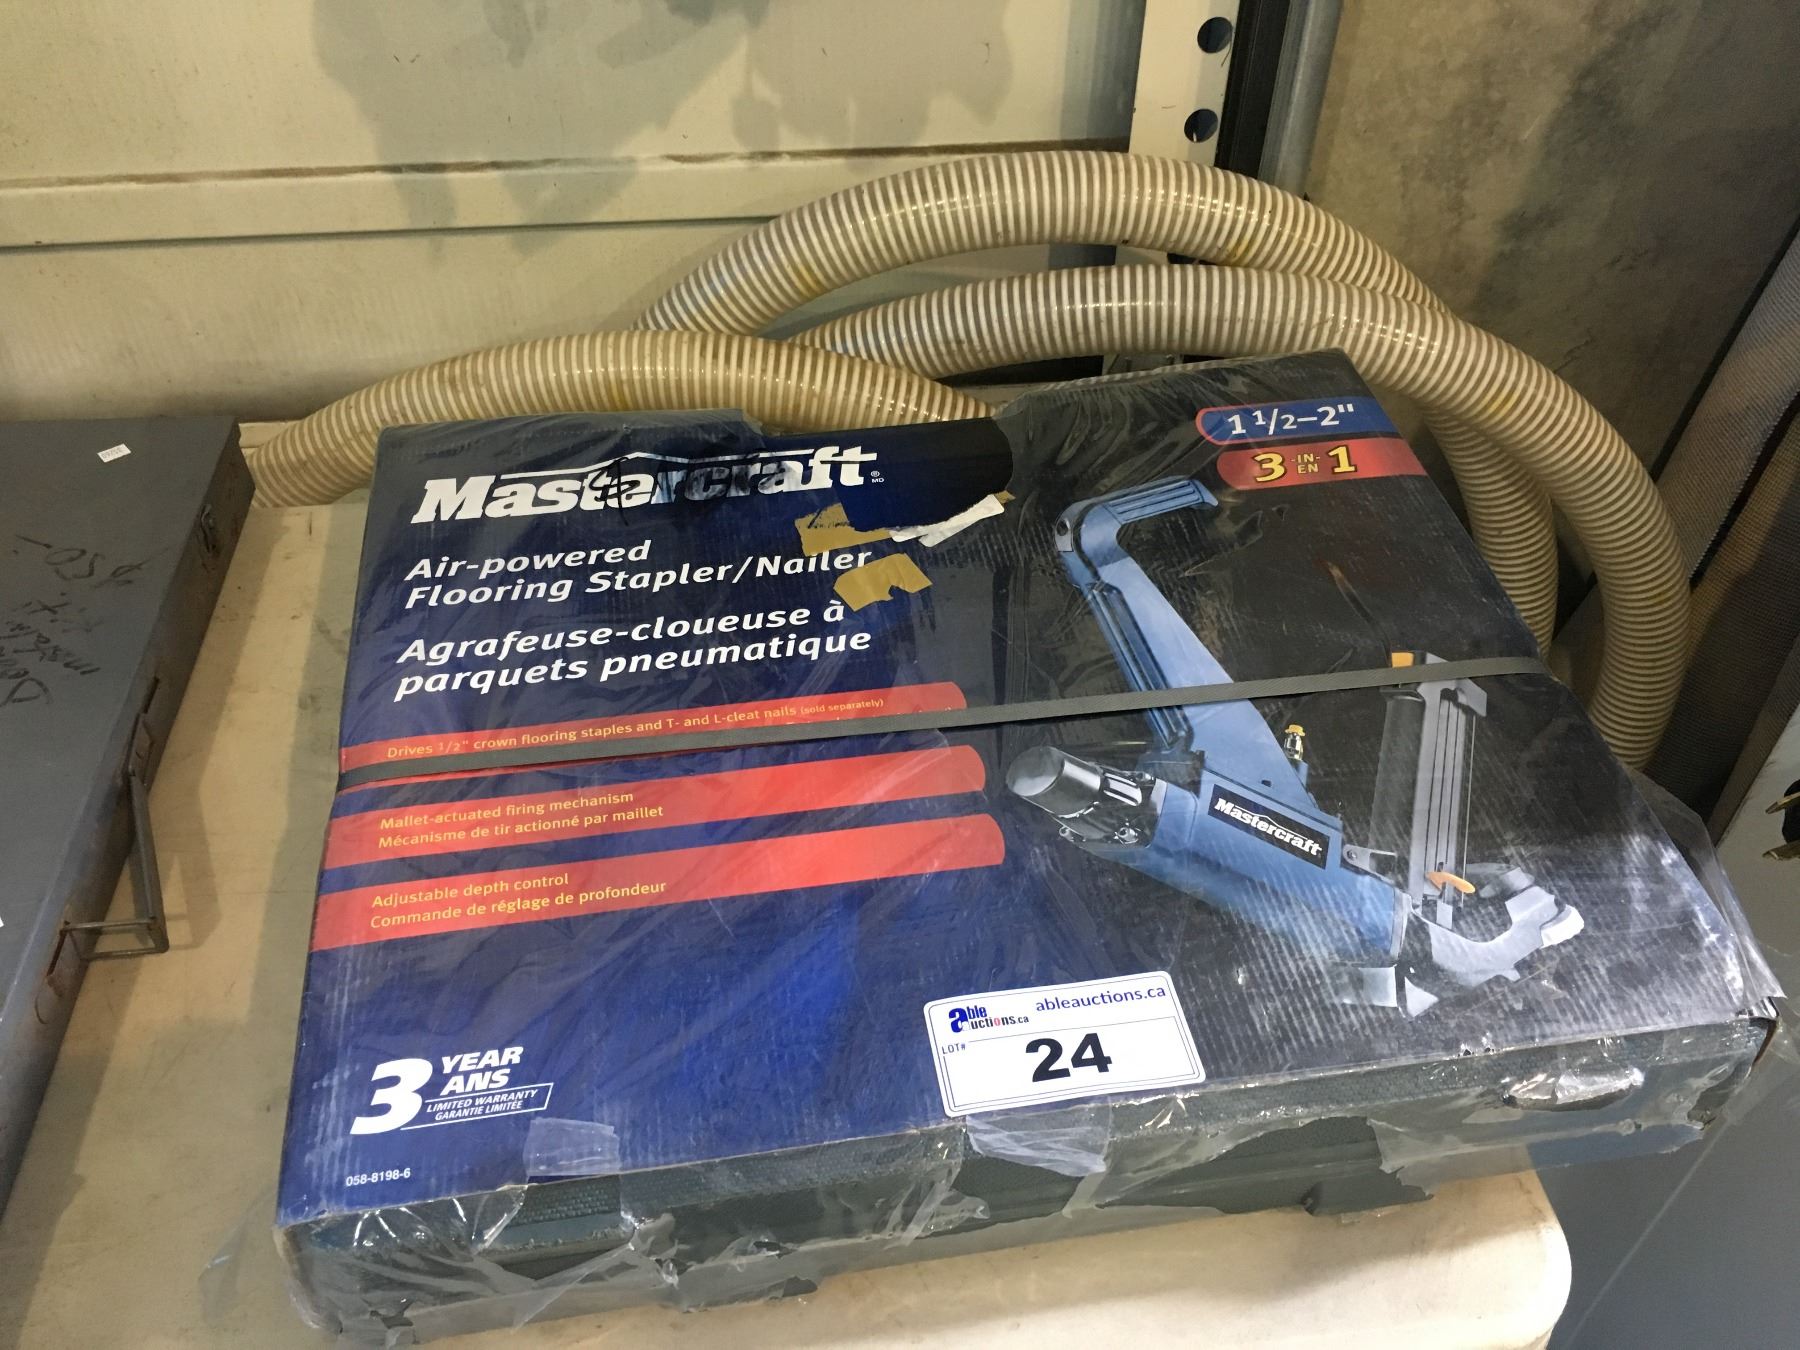 Mastercraft
® MD
Air-powered
Flooring Stapler/Nailer
Agrafeuse-cloueuse à
parquets pneumatique
Drives 1/2" crown flooring staples and T- and L-cleat nails (sold separately)
Mallet-actuated firing mechanism
Mécanisme de tir actionné par maillet
Adjustable depth control
Commande de réglage de profondeur
3 YEAR
ANS
LIMITED WARRANTY
GARANTIE LIMITÉE
058-8198-6
1 1/2–2"
3 -IN- EN 1
Mastercraft
able auctions.ca
ableauctions.ca
LOT#
24